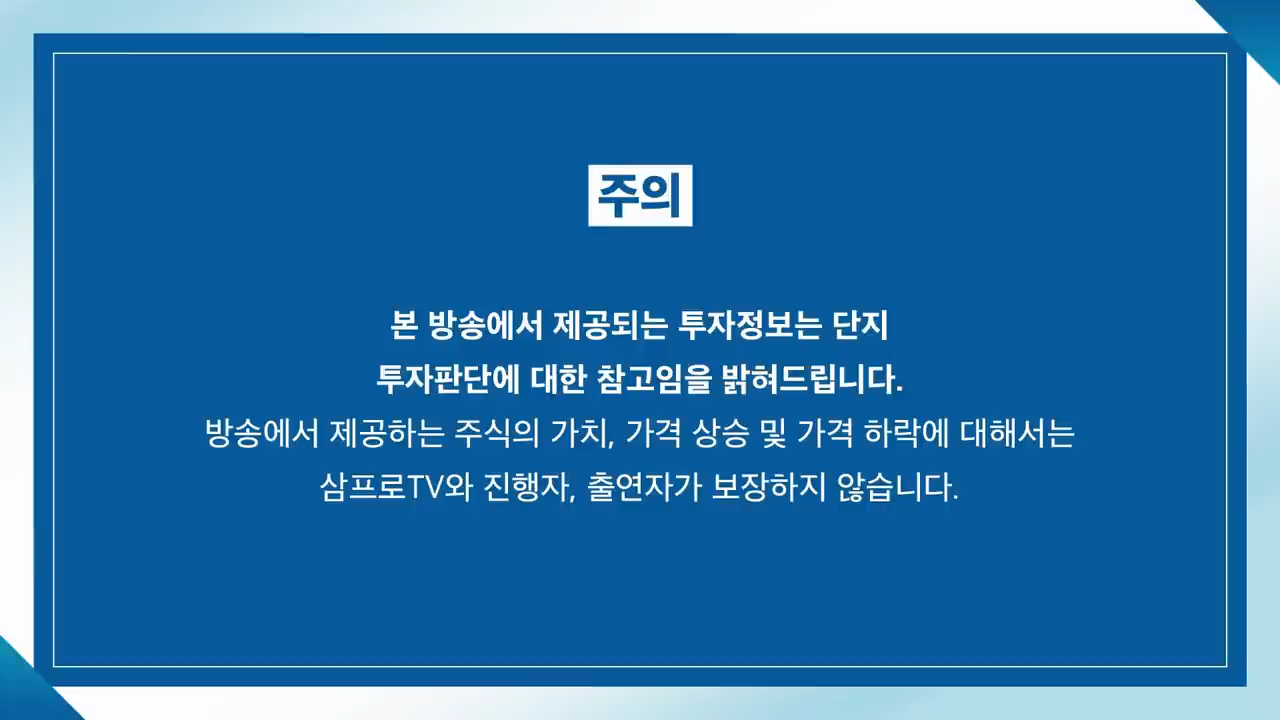 주의
본 방송에서 제공되는 투자정보는 단지
투자판단에 대한 참고임을 밝혀드립니다.
방송에서 제공하는 주식의 가치, 가격 상승 및 가격 하락에 대해서는
삼프로TV와 진행자, 출연자가 보장하지 않습니다.